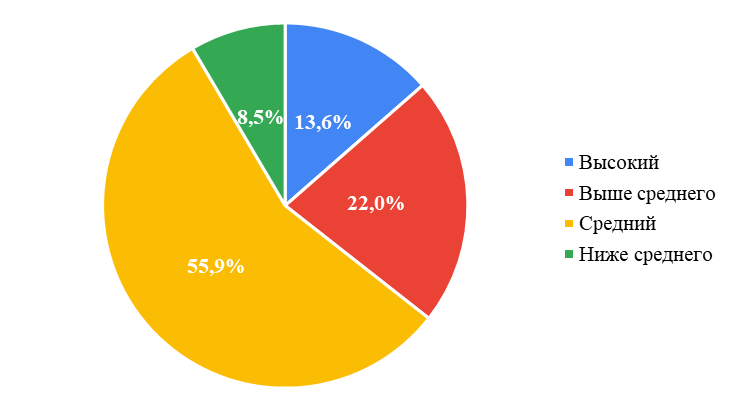 8,5%
13,6%
22,0%
55,9%
Высокий
Выше среднего
Средний
Ниже среднего